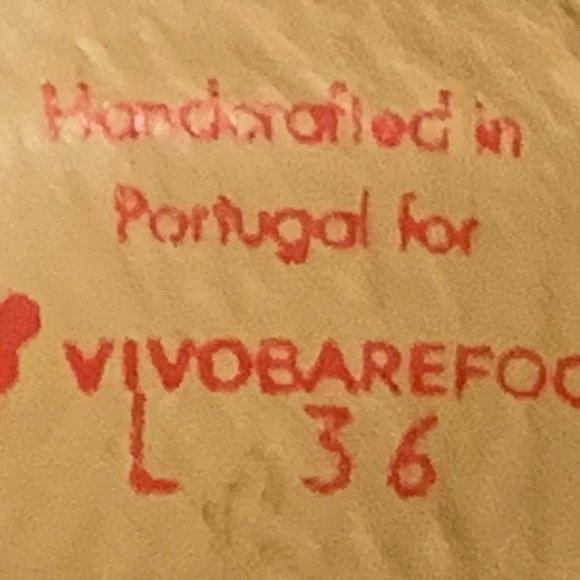 Handcrafted in
Portugal for
VIVOBAREFOO
L 36